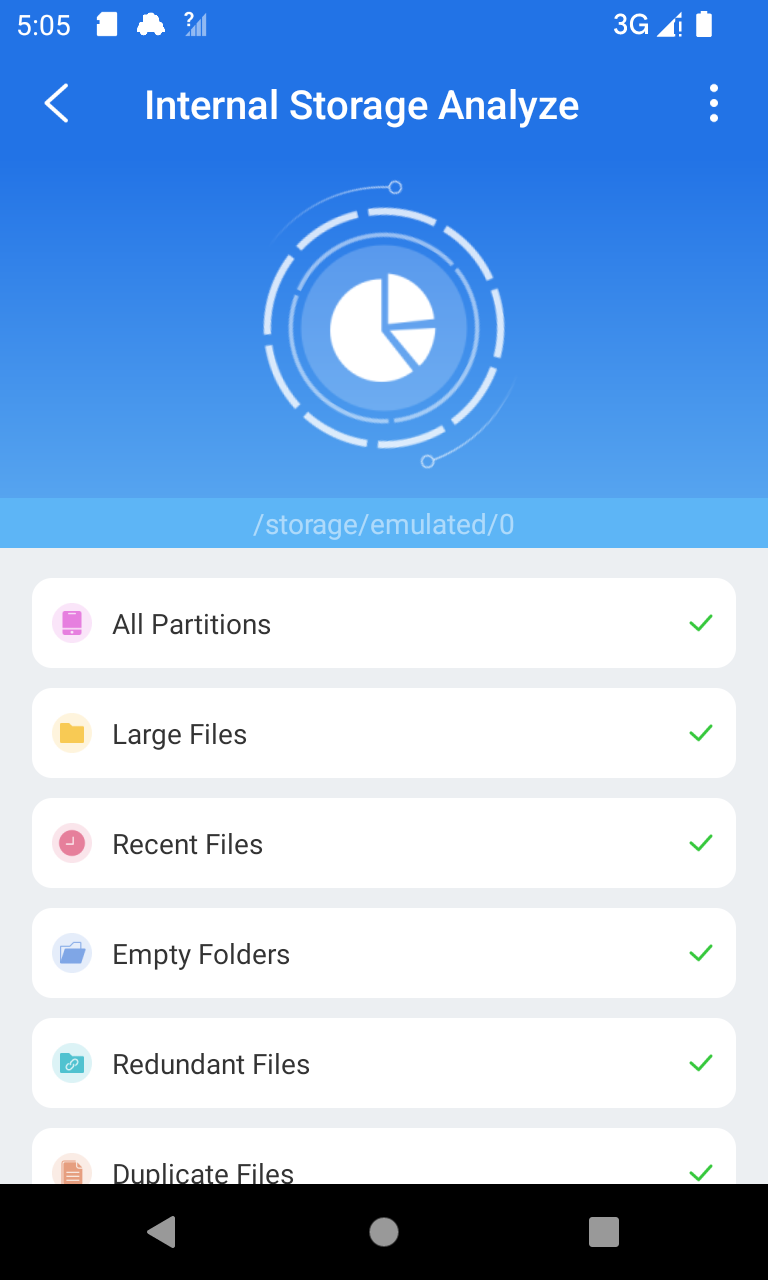 5:05
3G
Internal Storage Analyze
/storage/emulated/0
All Partitions
Large Files
Recent Files
Empty Folders
Redundant Files
Duplicate Files